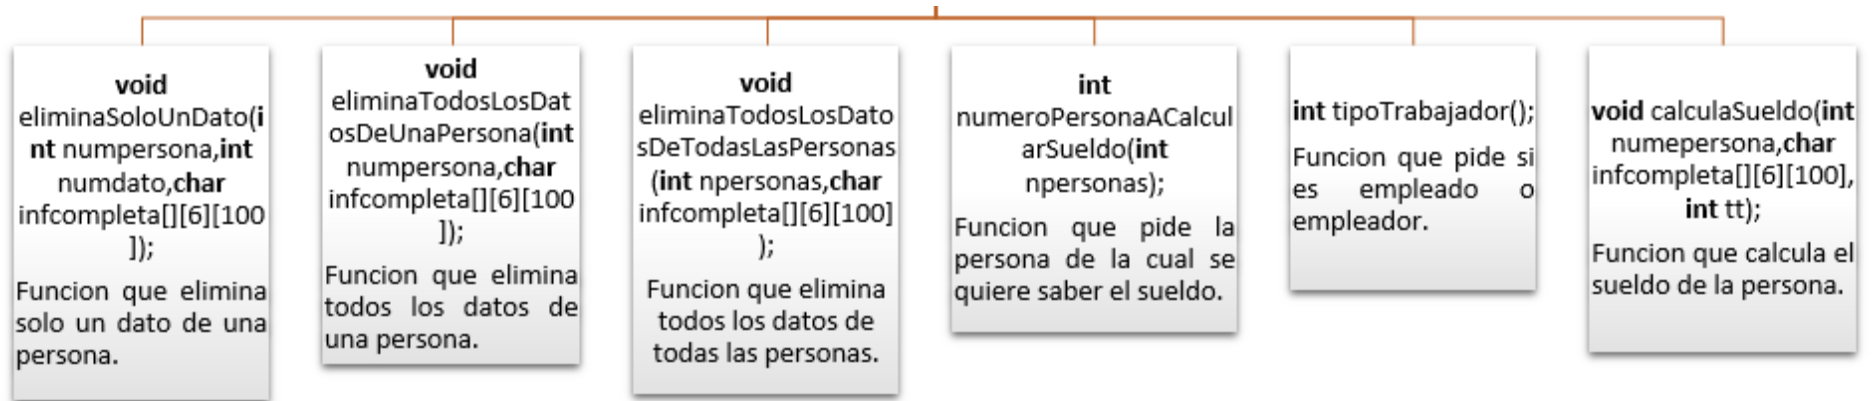 void
eliminaSoloUnDato(i
nt numpersona,int
numdato,char
infcompleta[][6][100
]);
Funcion que elimina
solo un dato de una
persona.
void
eliminaTodosLosDat
osDeUnaPersona(int
numpersona,char
infcompleta[][6][100
]);
Funcion que elimina
todos los datos de
una persona.
void
eliminaTodosLosDato
sDeTodasLasPersonas
(int npersonas,char
infcompleta[][6][100]
);
Funcion que elimina
todos los datos de
todas las personas.
int
numeroPersonaACalcul
arSueldo(int
npersonas);
Funcion que pide la
persona de la cual se
quiere saber el sueldo.
int tipoTrabajador();
Funcion que pide si
es empleado o
empleador.
void calculaSueldo(int
numepersona,char
infcompleta[][6][100],
int tt);
Funcion que calcula el
sueldo de la persona.